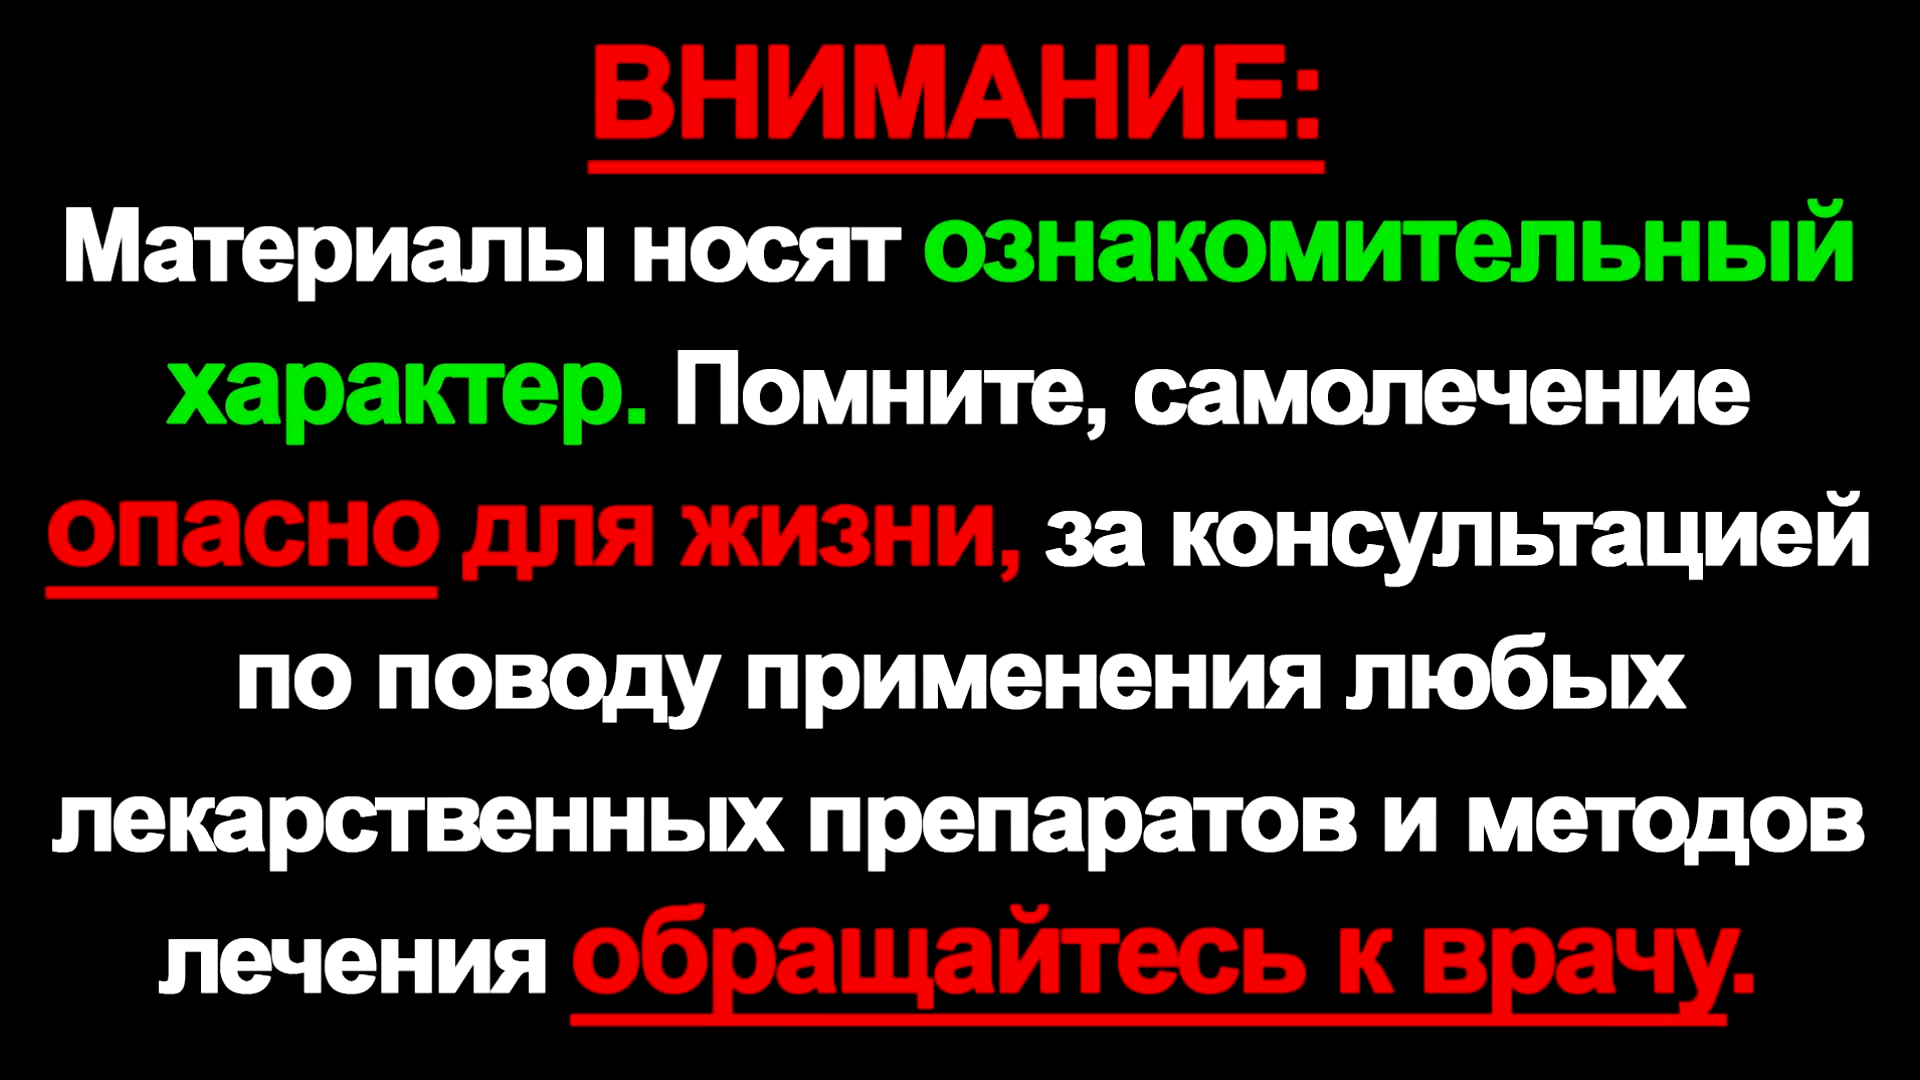 ВНИМАНИЕ:
Материалы носят ознакомительный
характер. Помните, самолечение
опасно для жизни, за консультацией
по поводу применения любых
лекарственных препаратов и методов
лечения обращайтесь к врачу.